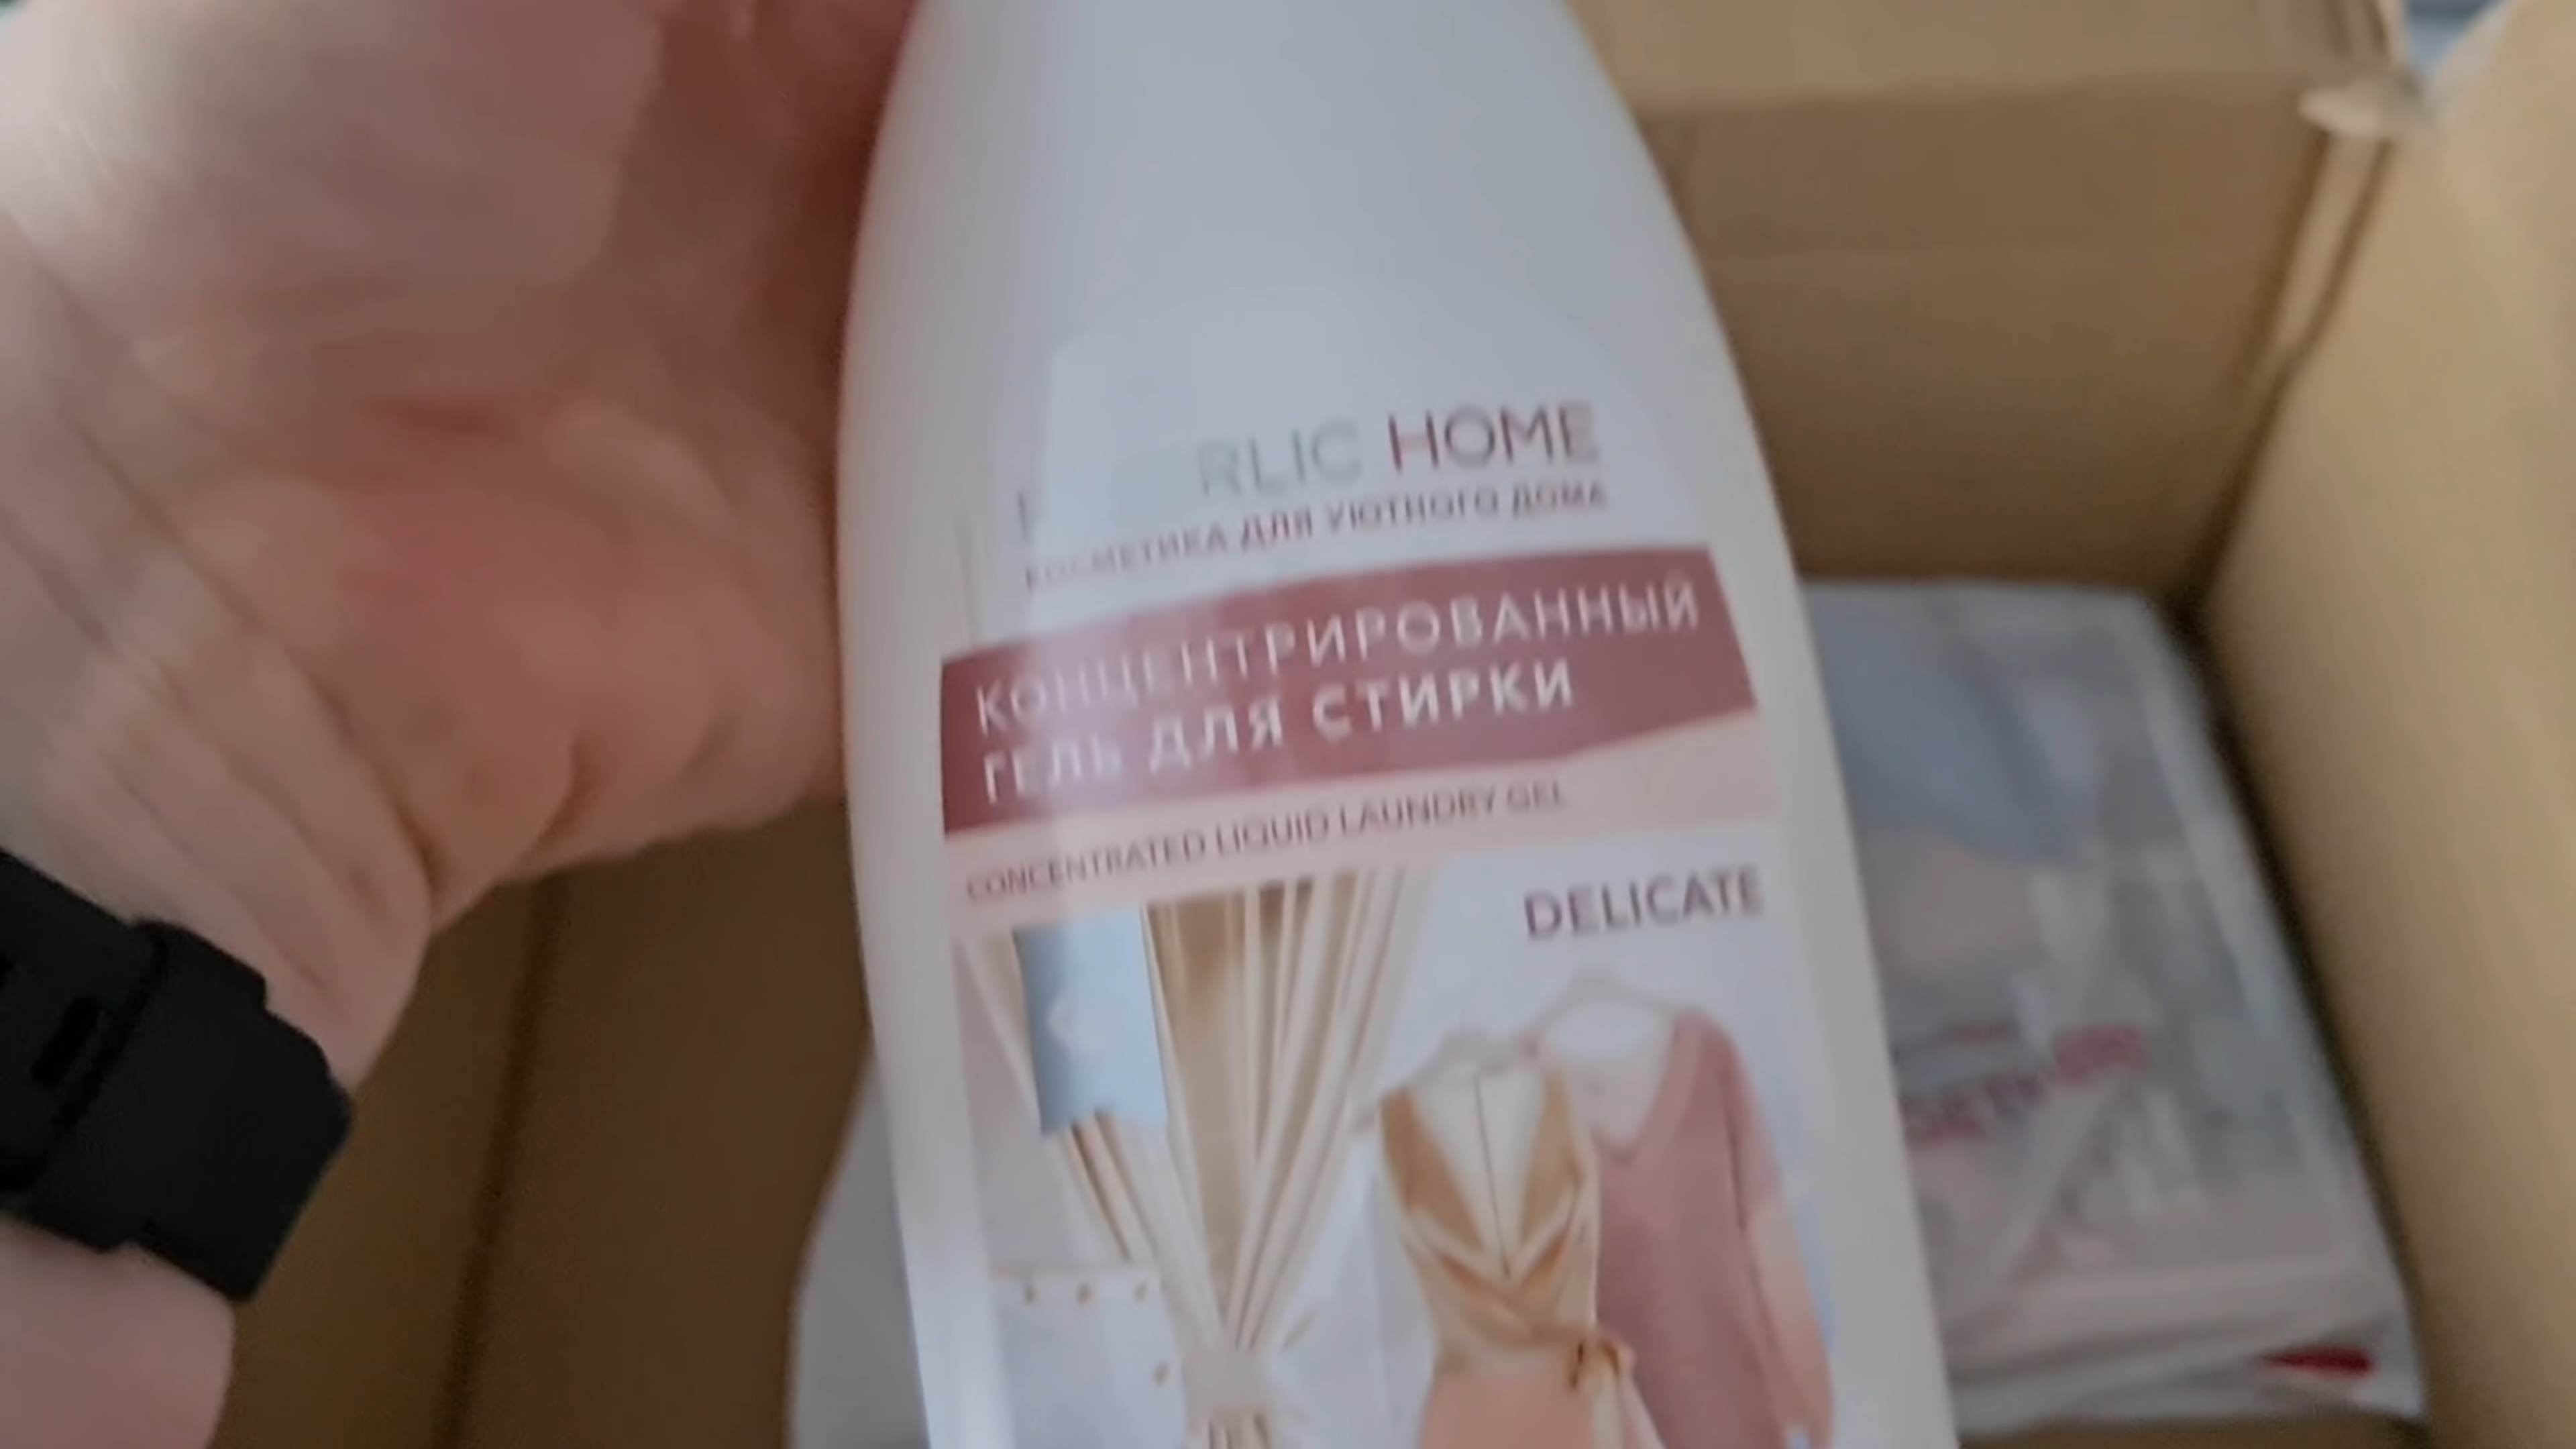 RLIC HOME
КОСМЕТИКА ДЛЯ УЮТНОГО ДОМА
КОНЦЕНТРИРОВАННЫЙ
ГЕЛЬ ДЛЯ СТИРКИ
CONCENTRATED LIQUID LAUNDRY GEL
DELICATE